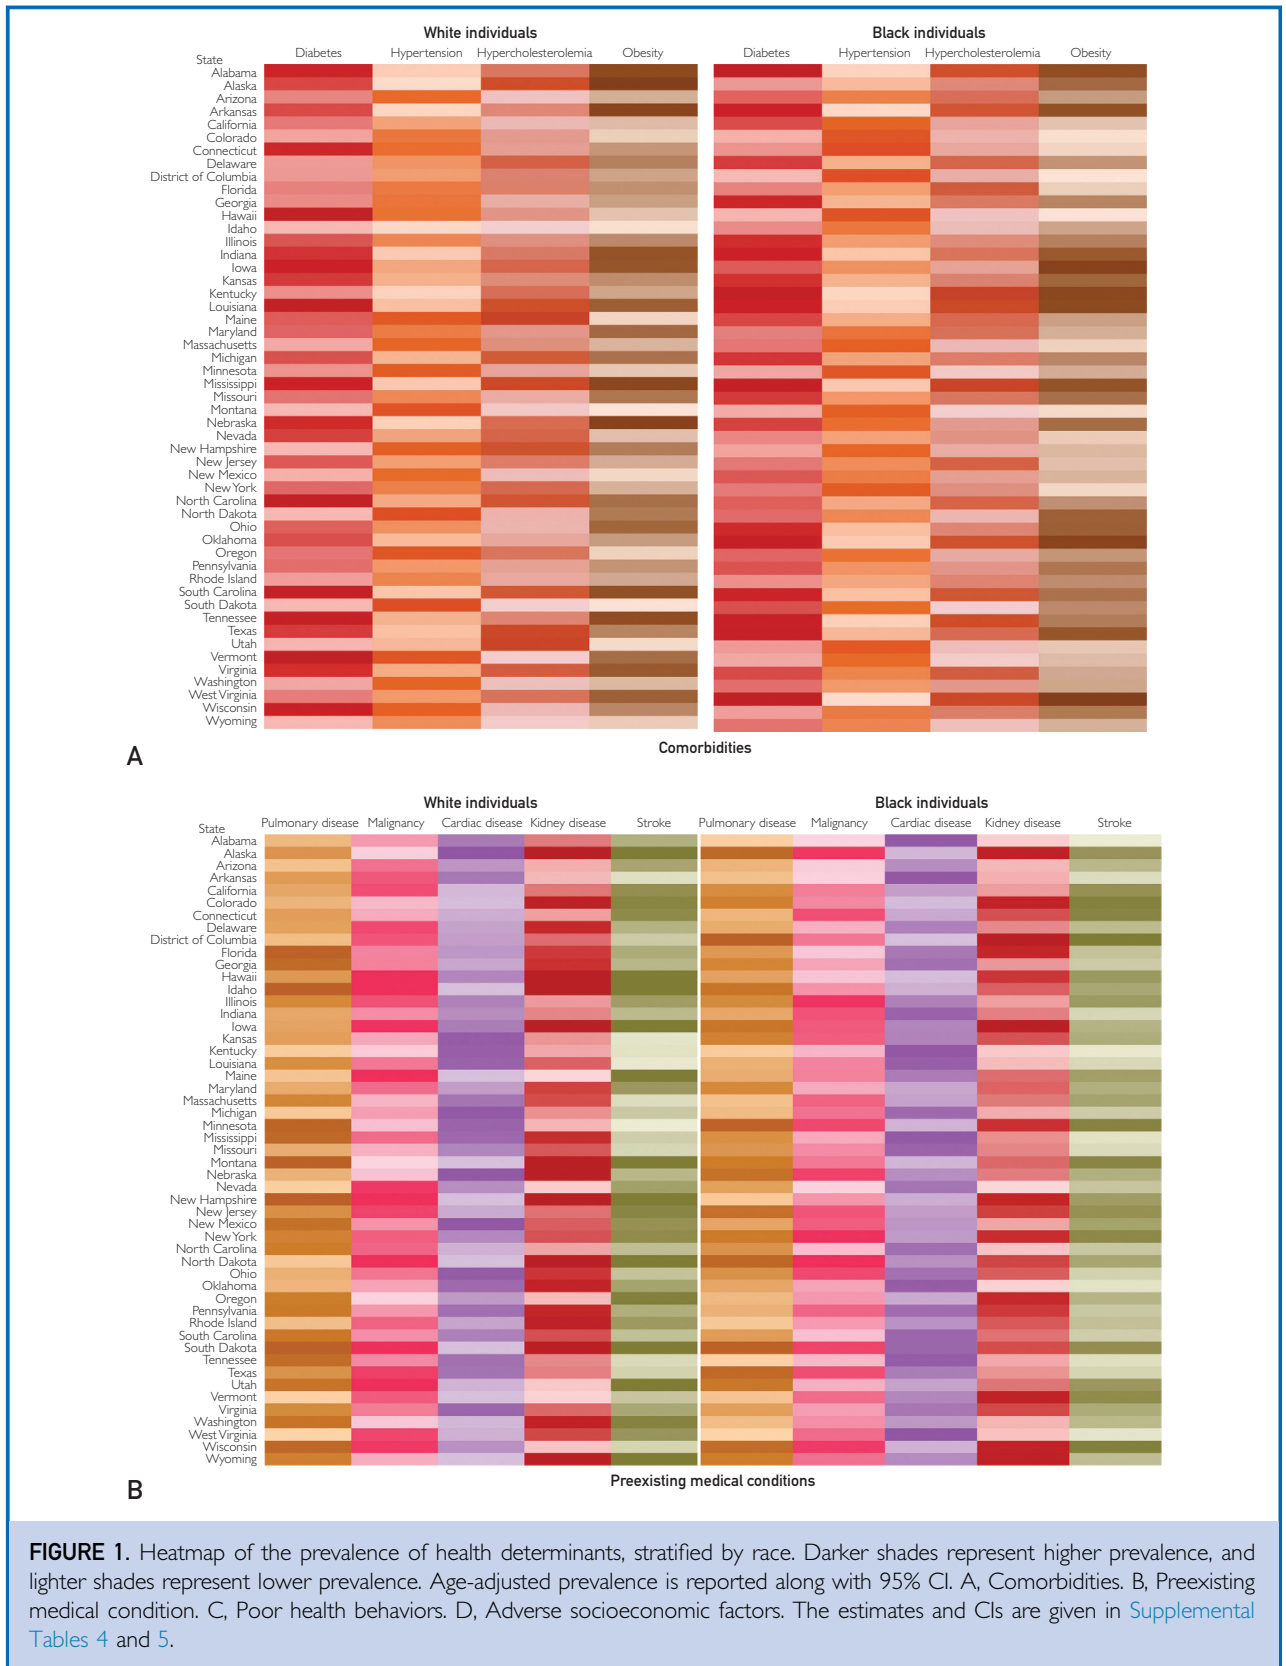 White individuals
Black individuals
State
Diabetes Hypertension Hypercholesterolemia Obesity
Diabetes Hypertension Hypercholesterolemia Obesity
Alabama
Alaska
Arizona
Arkansas
California
Colorado
Connecticut
Delaware
District of Columbia
Florida
Georgia
Hawaii
Idaho
Illinois
Indiana
Iowa
Kansas
Kentucky
Louisiana
Maine
Maryland
Massachusetts
Michigan
Minnesota
Mississippi
Missouri
Montana
Nebraska
Nevada
New Hampshire
New Jersey
New Mexico
New York
North Carolina
North Dakota
Ohio
Oklahoma
Oregon
Pennsylvania
Rhode Island
South Carolina
South Dakota
Tennessee
Texas
Utah
Vermont
Virginia
Washington
West Virginia
Wisconsin
Wyoming
A
Comorbidities
White individuals
Black individuals
State
Pulmonary disease Malignancy Cardiac disease Kidney disease Stroke
Pulmonary disease Malignancy Cardiac disease Kidney disease Stroke
Alabama
Alaska
Arizona
Arkansas
California
Colorado
Connecticut
Delaware
District of Columbia
Florida
Georgia
Hawaii
Idaho
Illinois
Indiana
Iowa
Kansas
Kentucky
Louisiana
Maine
Maryland
Massachusetts
Michigan
Minnesota
Mississippi
Missouri
Montana
Nebraska
Nevada
New Hampshire
New Jersey
New Mexico
New York
North Carolina
North Dakota
Ohio
Oklahoma
Oregon
Pennsylvania
Rhode Island
South Carolina
South Dakota
Tennessee
Texas
Utah
Vermont
Virginia
Washington
West Virginia
Wisconsin
Wyoming
B
Preexisting medical conditions
FIGURE 1. Heatmap of the prevalence of health determinants, stratified by race. Darker shades represent higher prevalence, and
lighter shades represent lower prevalence. Age-adjusted prevalence is reported along with 95% CI. A, Comorbidities. B, Preexisting
medical condition. C, Poor health behaviors. D, Adverse socioeconomic factors. The estimates and CIs are given in Supplemental
Tables 4 and 5.